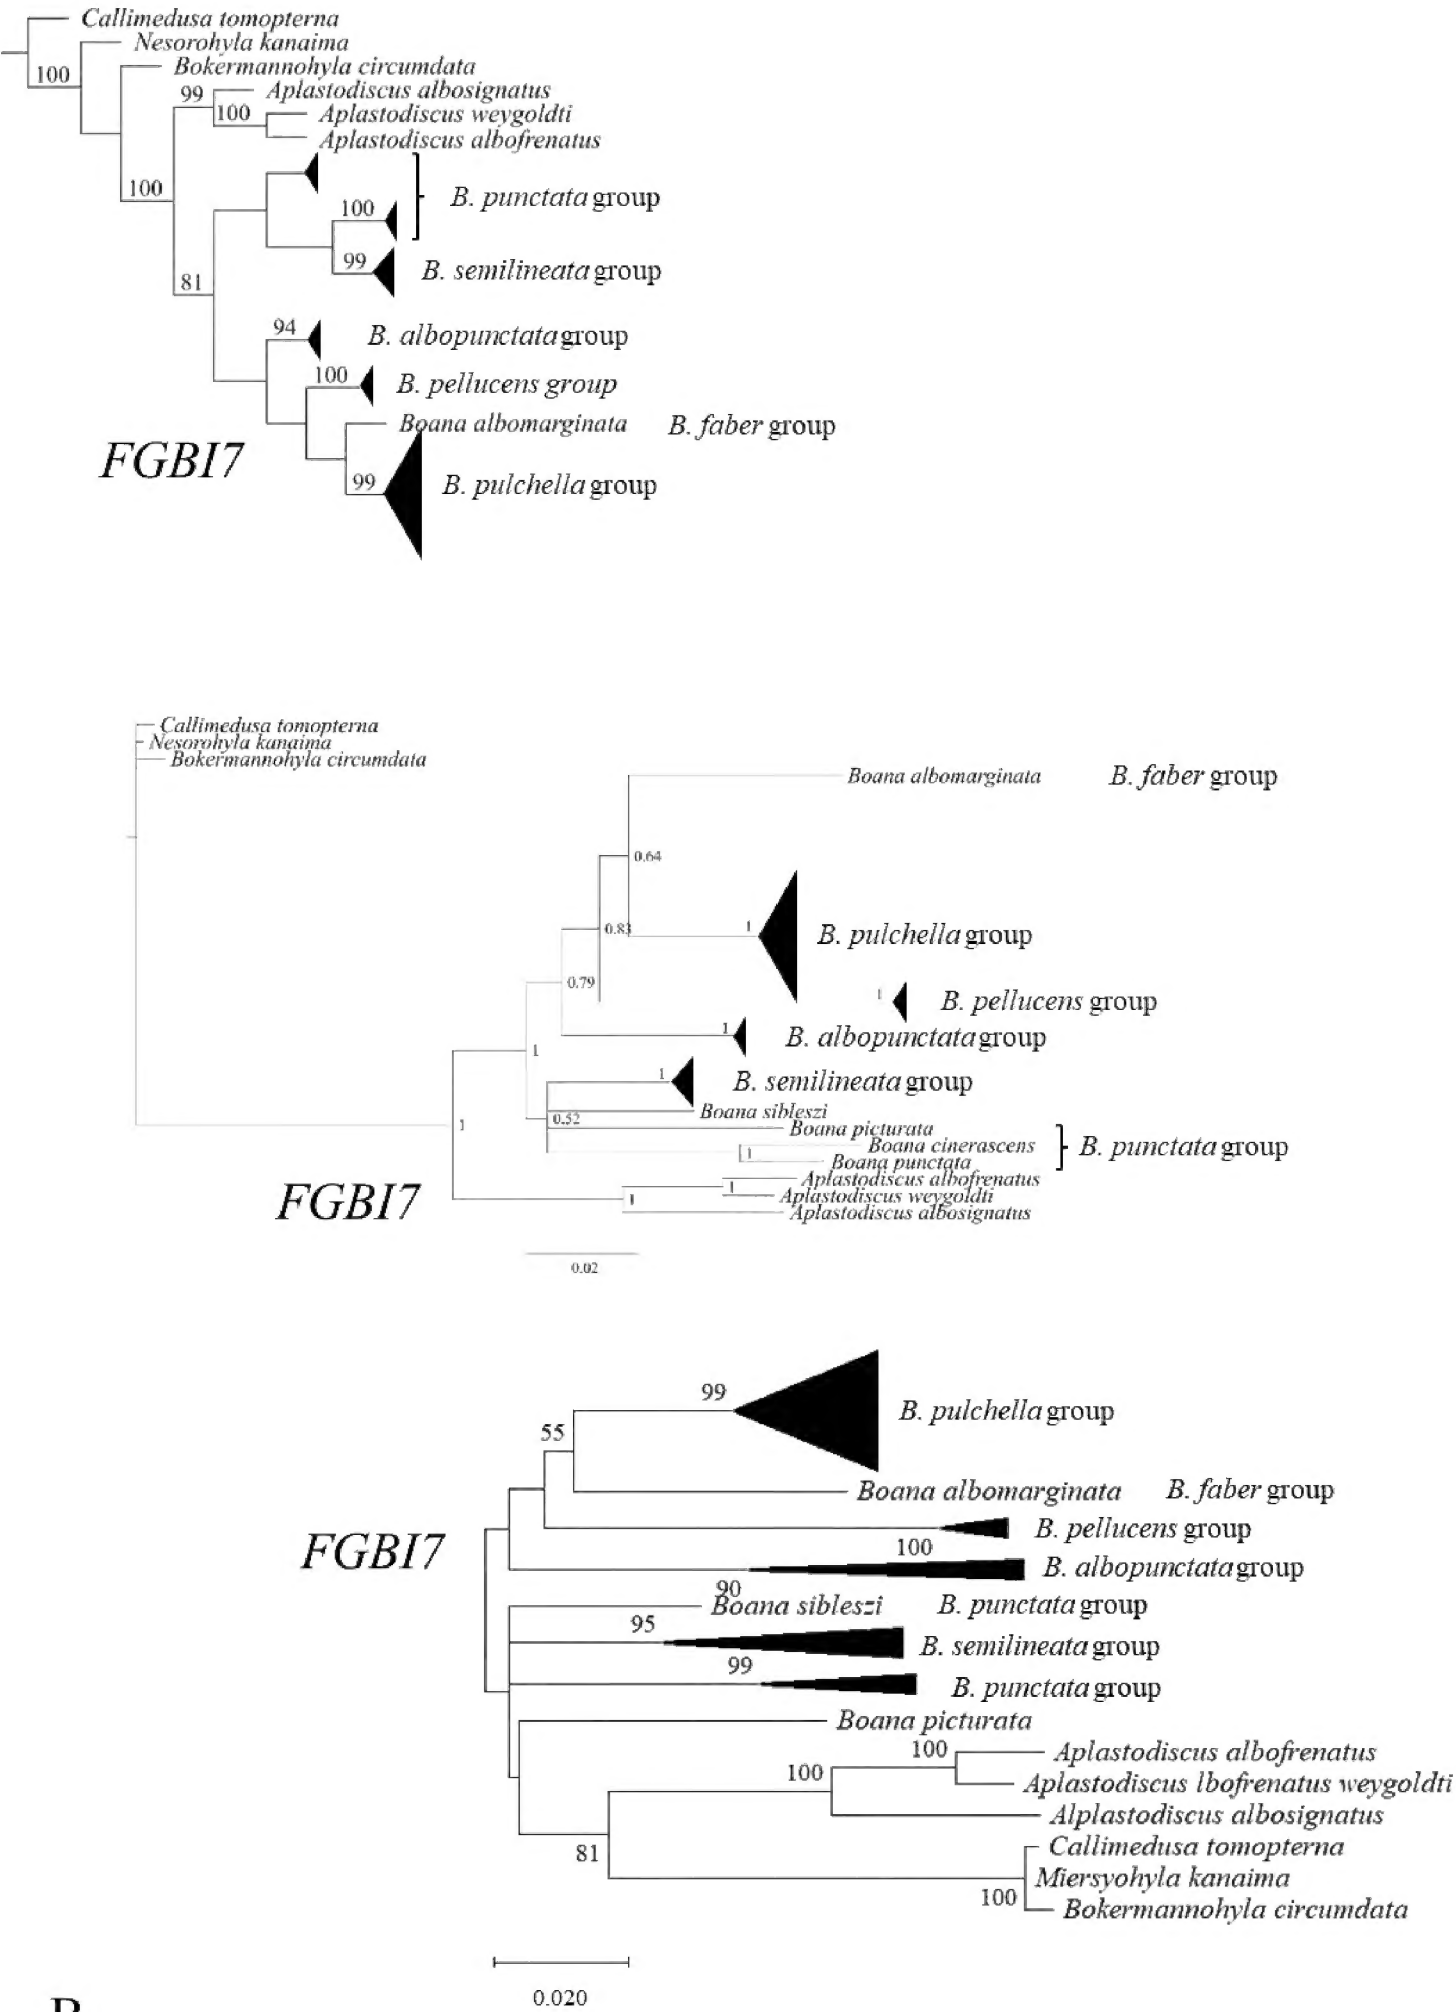 Callimedusa tomopterna
Nesorohyla kanaima
Bokermannohyla circumdata
100
99
Aplastodiscus albosignatus
100
Aplastodiscus weygoldti
Aplastodiscus albofrenatus
100
100
B. punctata group
99
B. semilineata group
81
94
B. albopunctata group
100
B. pellucens group
Boana albomarginata B. faber group
FGBI7
99
B. pulchella group
Callimedusa tomopterna
Nesorohyla kanaima
Bokermannohyla circumdata
Boana albomarginata B. faber group
0.64
0.83
1
B. pulchella group
0.79
1
B. pellucens group
1
B. albopunctata group
1
1
B. semilineata group
Boana sibleszi
0.52
1
Boana picturata
Boana cinerascens
1
B. punctata group
Boana punctata
Aplastodiscus albofrenatus
1
Aplastodiscus weygoldti
1
Aplastodiscus albosignatus
FGBI7
0.02
99
B. pulchella group
55
Boana albomarginata B. faber group
B. pellucens group
FGBI7
100
B. albopunctata group
90
Boana sibleszi B. punctata group
95
B. semilineata group
99
B. punctata group
Boana picturata
100
Aplastodiscus albofrenatus
100
Aplastodiscus lbofrenatus weygoldti
Alplastodiscus albosignatus
81
Callimedusa tomopterna
Miersyohyla kanaima
100
Bokermannohyla circumdata
0.020